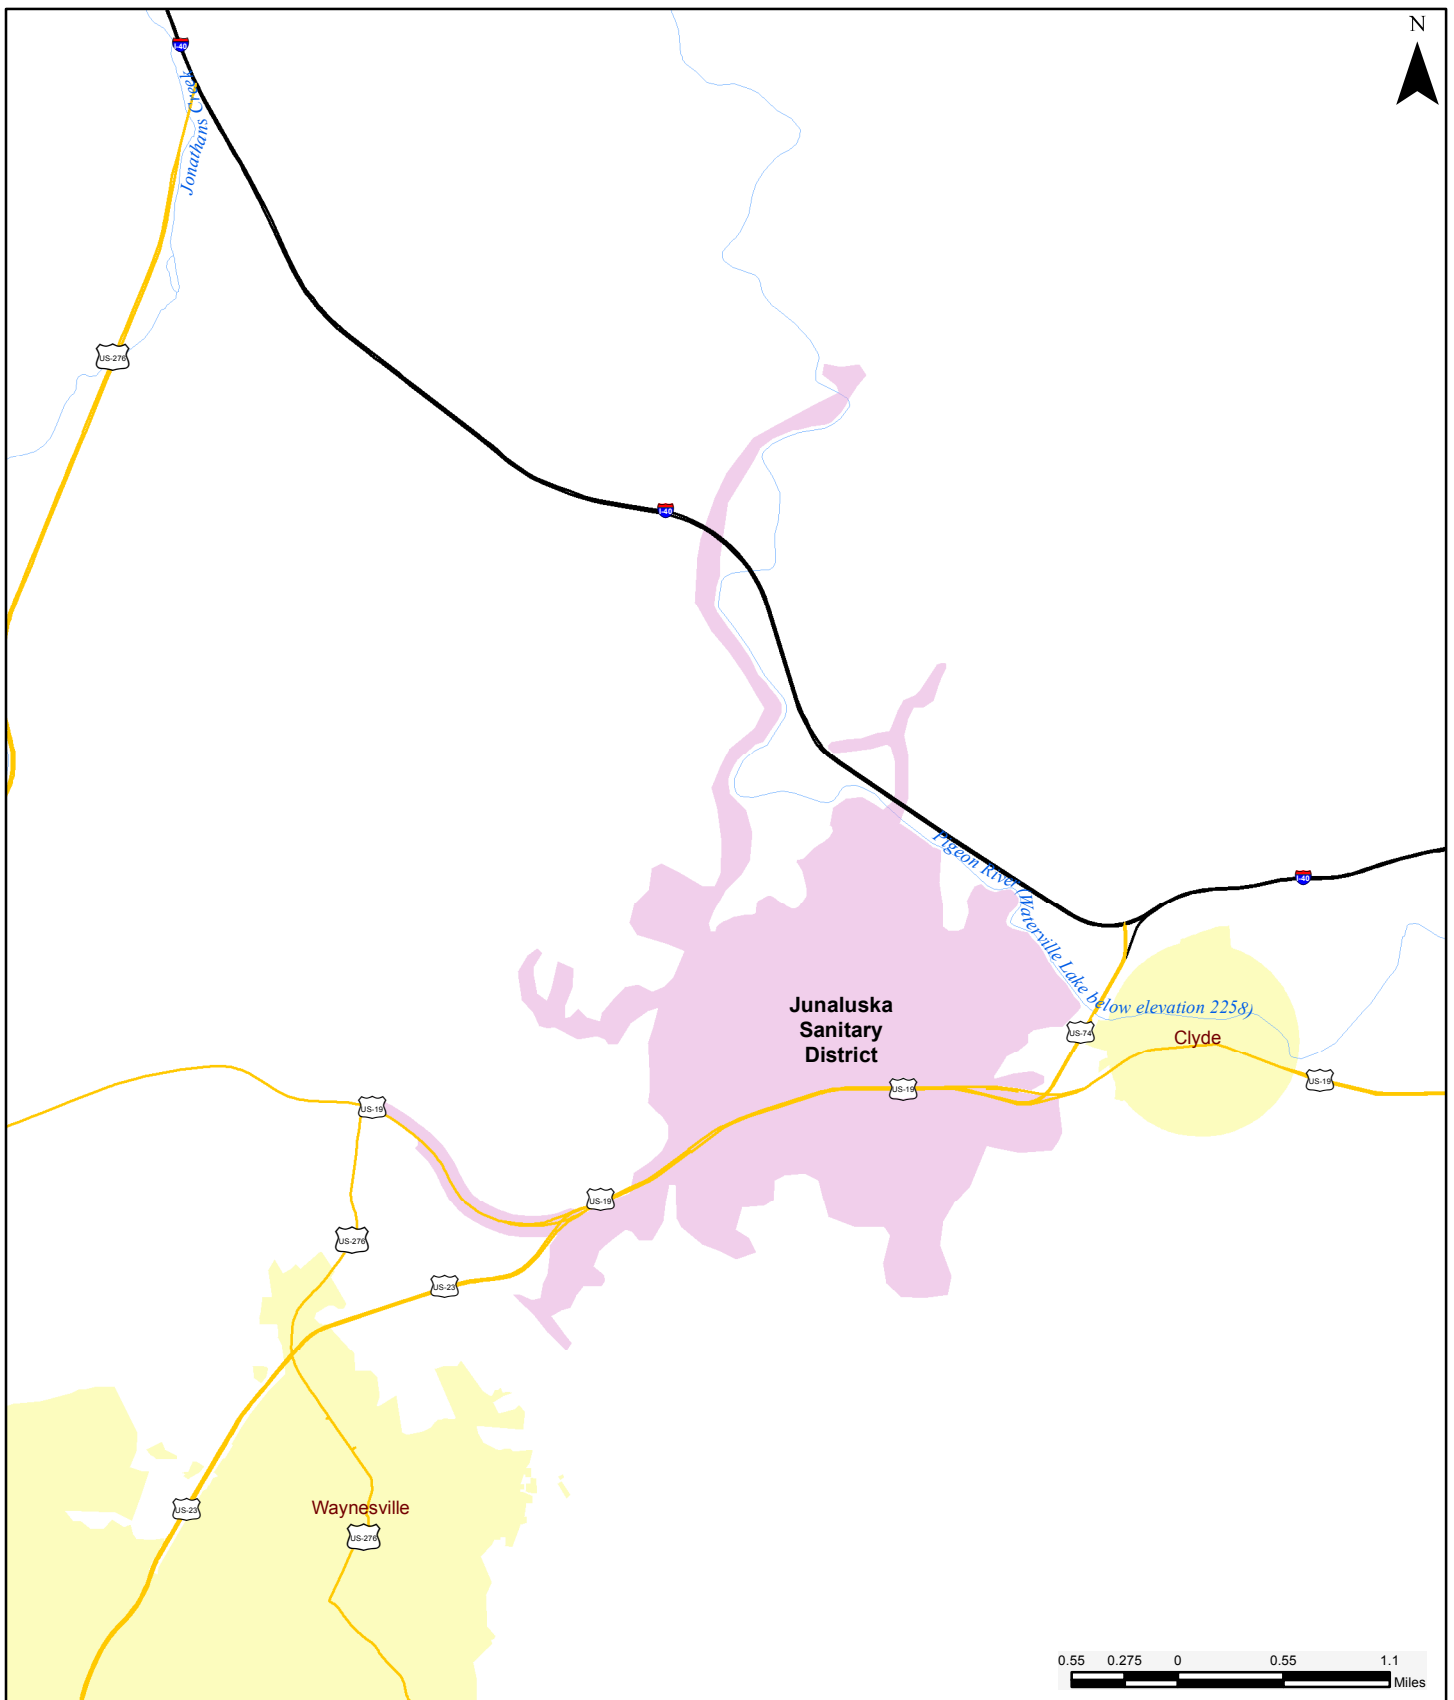 N
I-40
Jonathans Creek
US-276
I-40
Pigeon River (Waterville Lake below elevation 2258)
I-40
Junaluska
Sanitary
District
US-74
Clyde
US-19
US-19
US-19
US-19
US-276
US-23
Waynesville
US-23
US-276
0.55 0.275 0 0.55 1.1
Miles